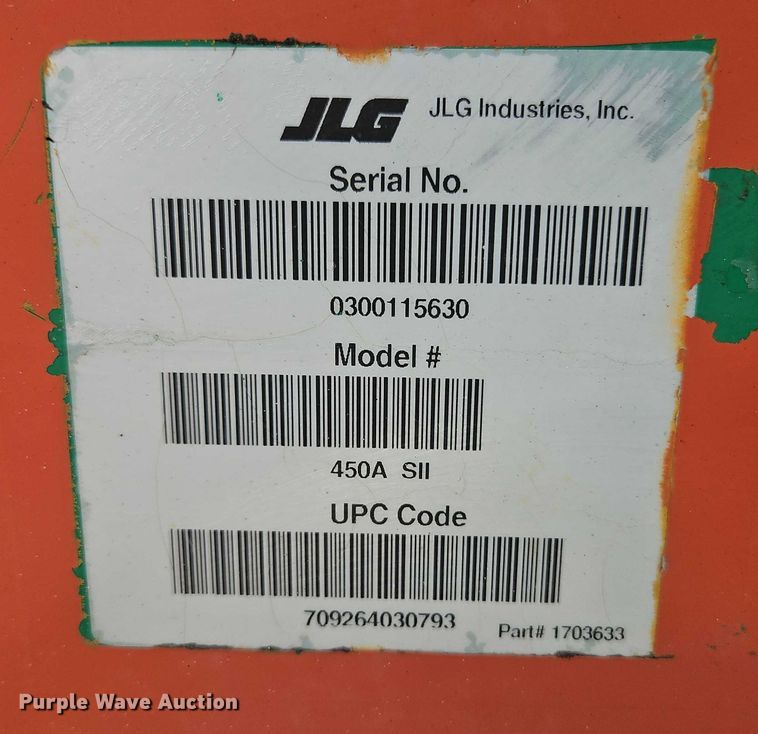 JLG JLG Industries, Inc.
Serial No.
0300115630
Model #
450A SII
UPC Code
709264030793
Part# 1703633
Purple Wave Auction